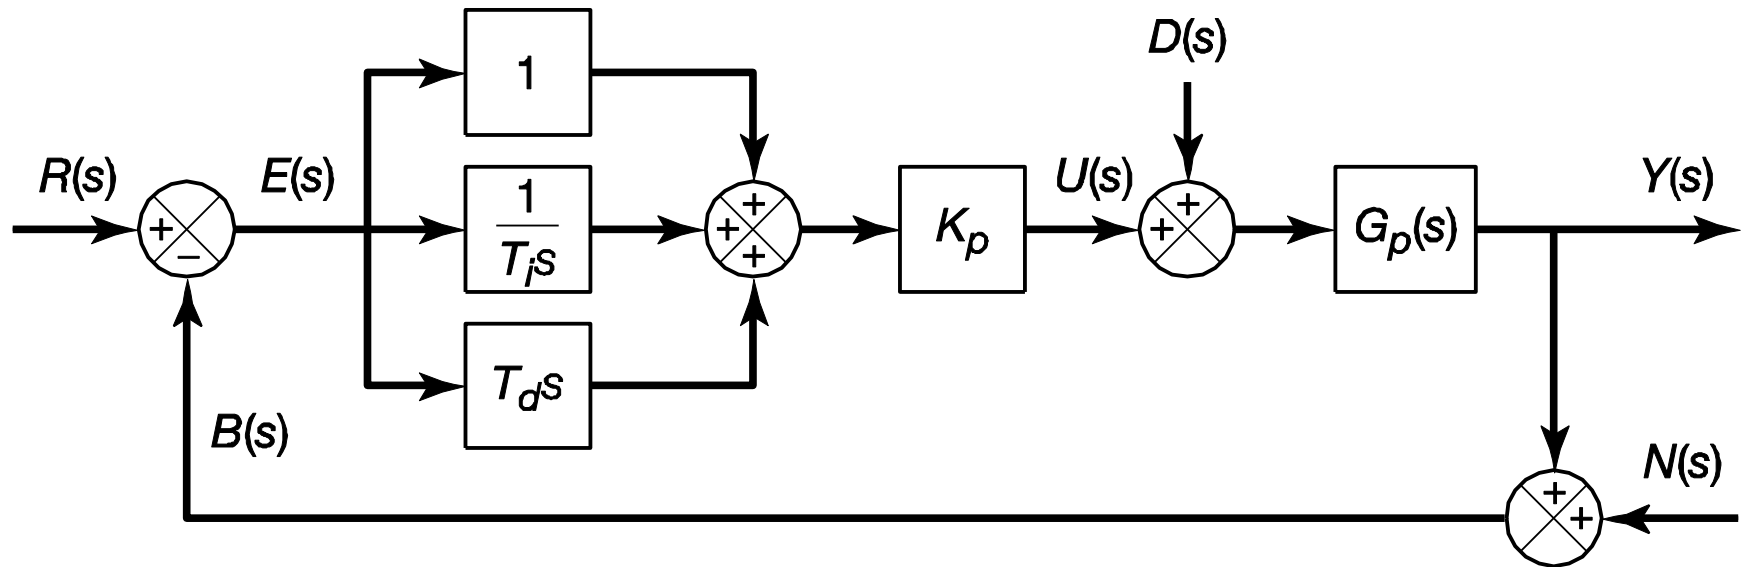 D(s)
1
R(s)
E(s)
1
T_i s
K_p
U(s)
G_p(s)
Y(s)
+
−
+
+
+
+
+
T_d s
B(s)
N(s)
+
+